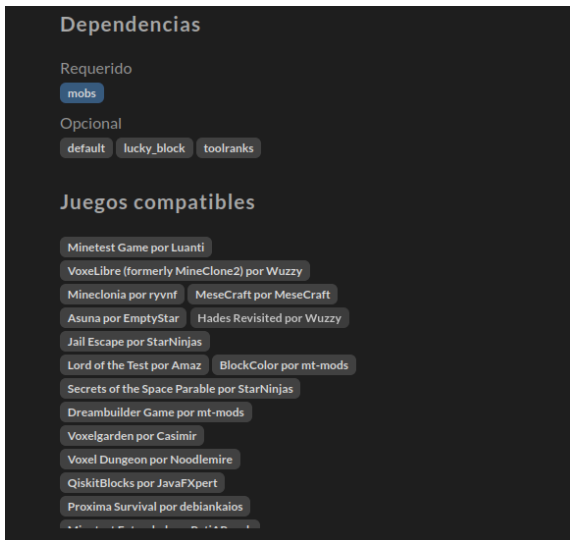 Dependencias
Requerido
mobs
Opcional
default lucky_block toolranks
Juegos compatibles
Minetest Game por Luanti
VoxeLibre (formerly MineClone2) por Wuzzy
Mineclonia por ryvnf MeseCraft por MeseCraft
Asuna por EmptyStar Hades Revisited por Wuzzy
Jail Escape por StarNinjas
Lord of the Test por Amaz BlockColor por mt-mods
Secrets of the Space Parable por StarNinjas
Dreambuilder Game por mt-mods
Voxelgarden por Casimir
Voxel Dungeon por Noodlemire
QiskitBlocks por JavaFXpert
Proxima Survival por debiankaios